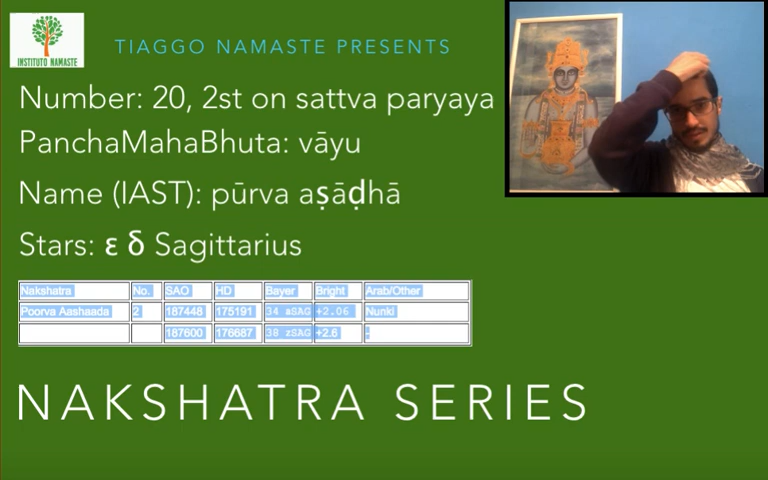 INSTITUTO NAMASTE
TIAGGO NAMASTE PRESENTS
Number: 20, 2st on sattva paryaya
PanchaMahaBhuta: vāyu
Name (IAST): pūrva aṣāḍhā
Stars: ε δ Sagittarius
Nakshatra No. SAO HD Bayer Bright Arab/Other
Poorva Aashaada 2 187448 175191 34 sSAG +2.06 Nunki
187600 176687 38 zSAG +2.6 -
NAKSHATRA SERIES